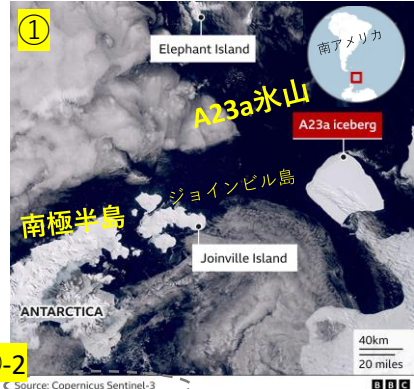 ①
Elephant Island
南アメリカ
A23a氷山
A23a iceberg
ジョインビル島
南極半島
Joinville Island
ANTARCTICA
40km
20 miles
-2
Source: Copernicus Sentinel-3
BBC